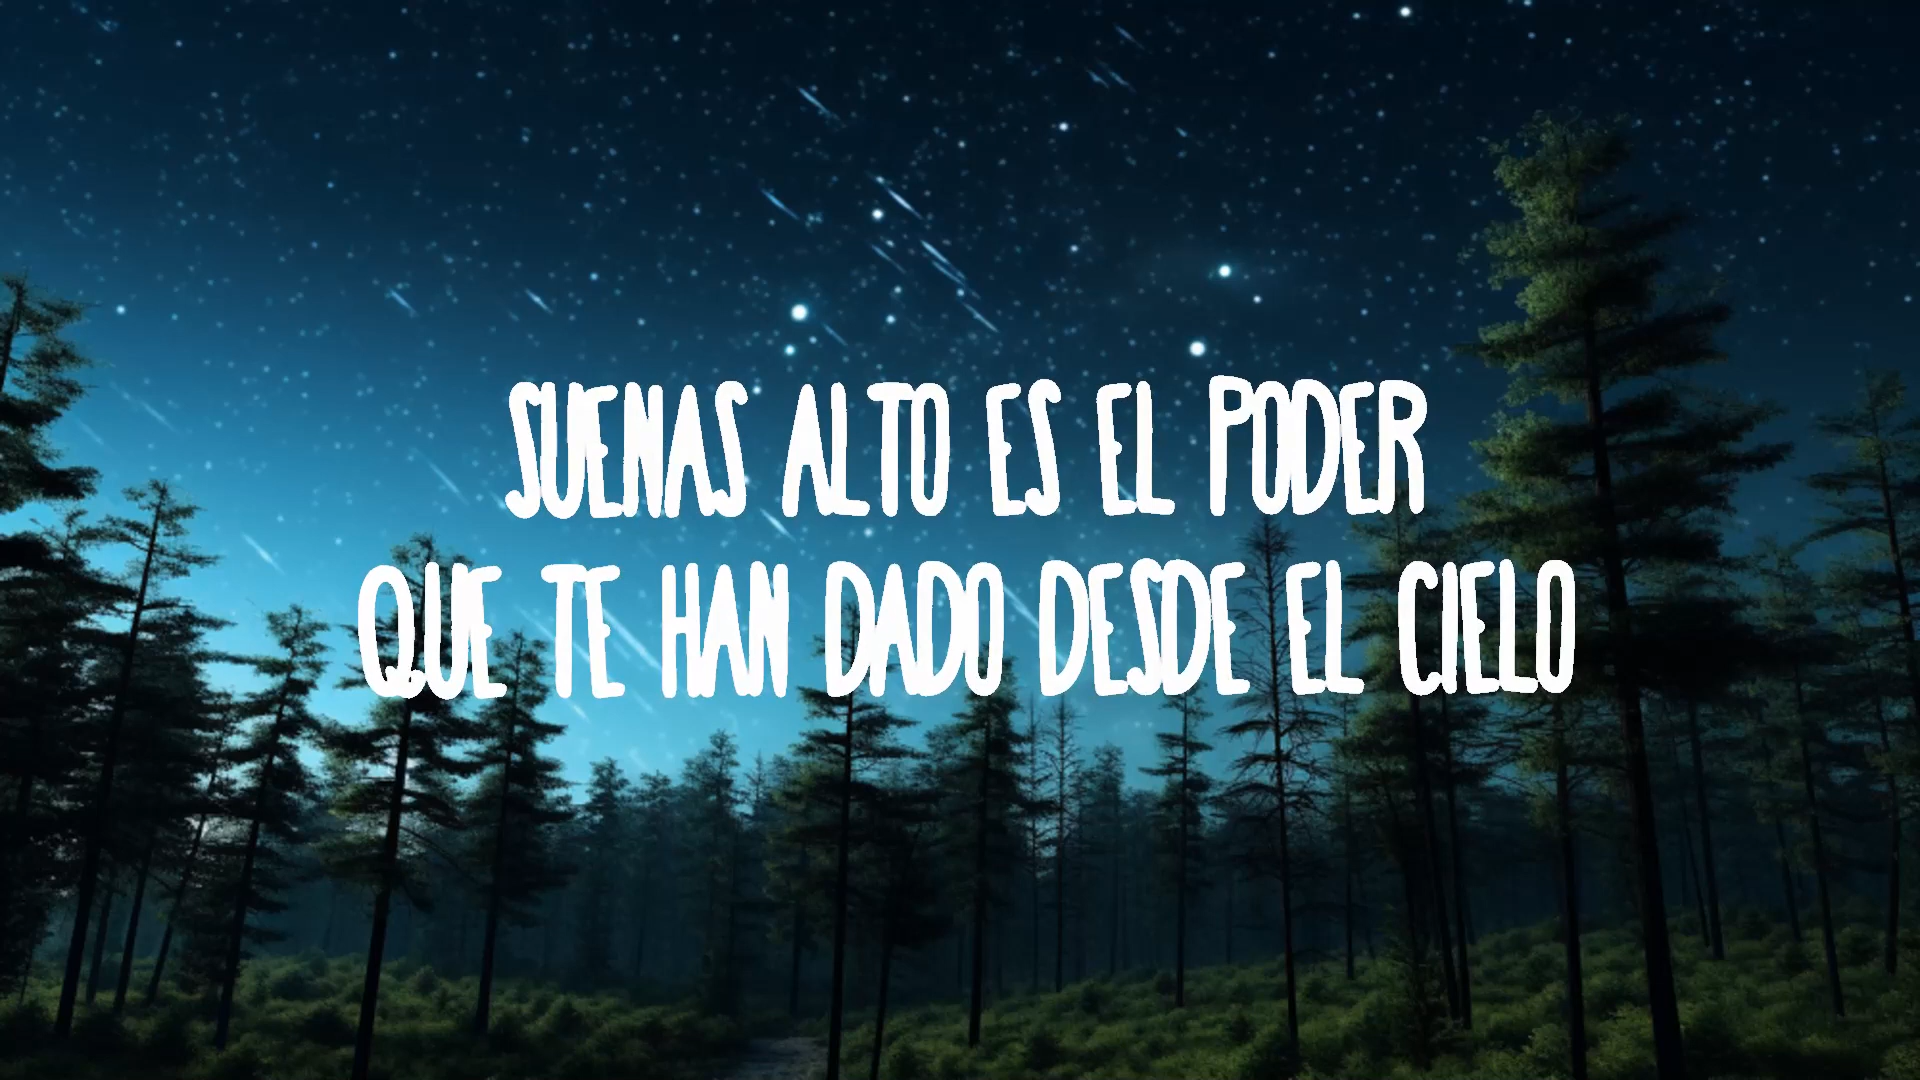 SUENAS ALTO ES EL PODER
QUE TE HAN DADO DESDE EL CIELO